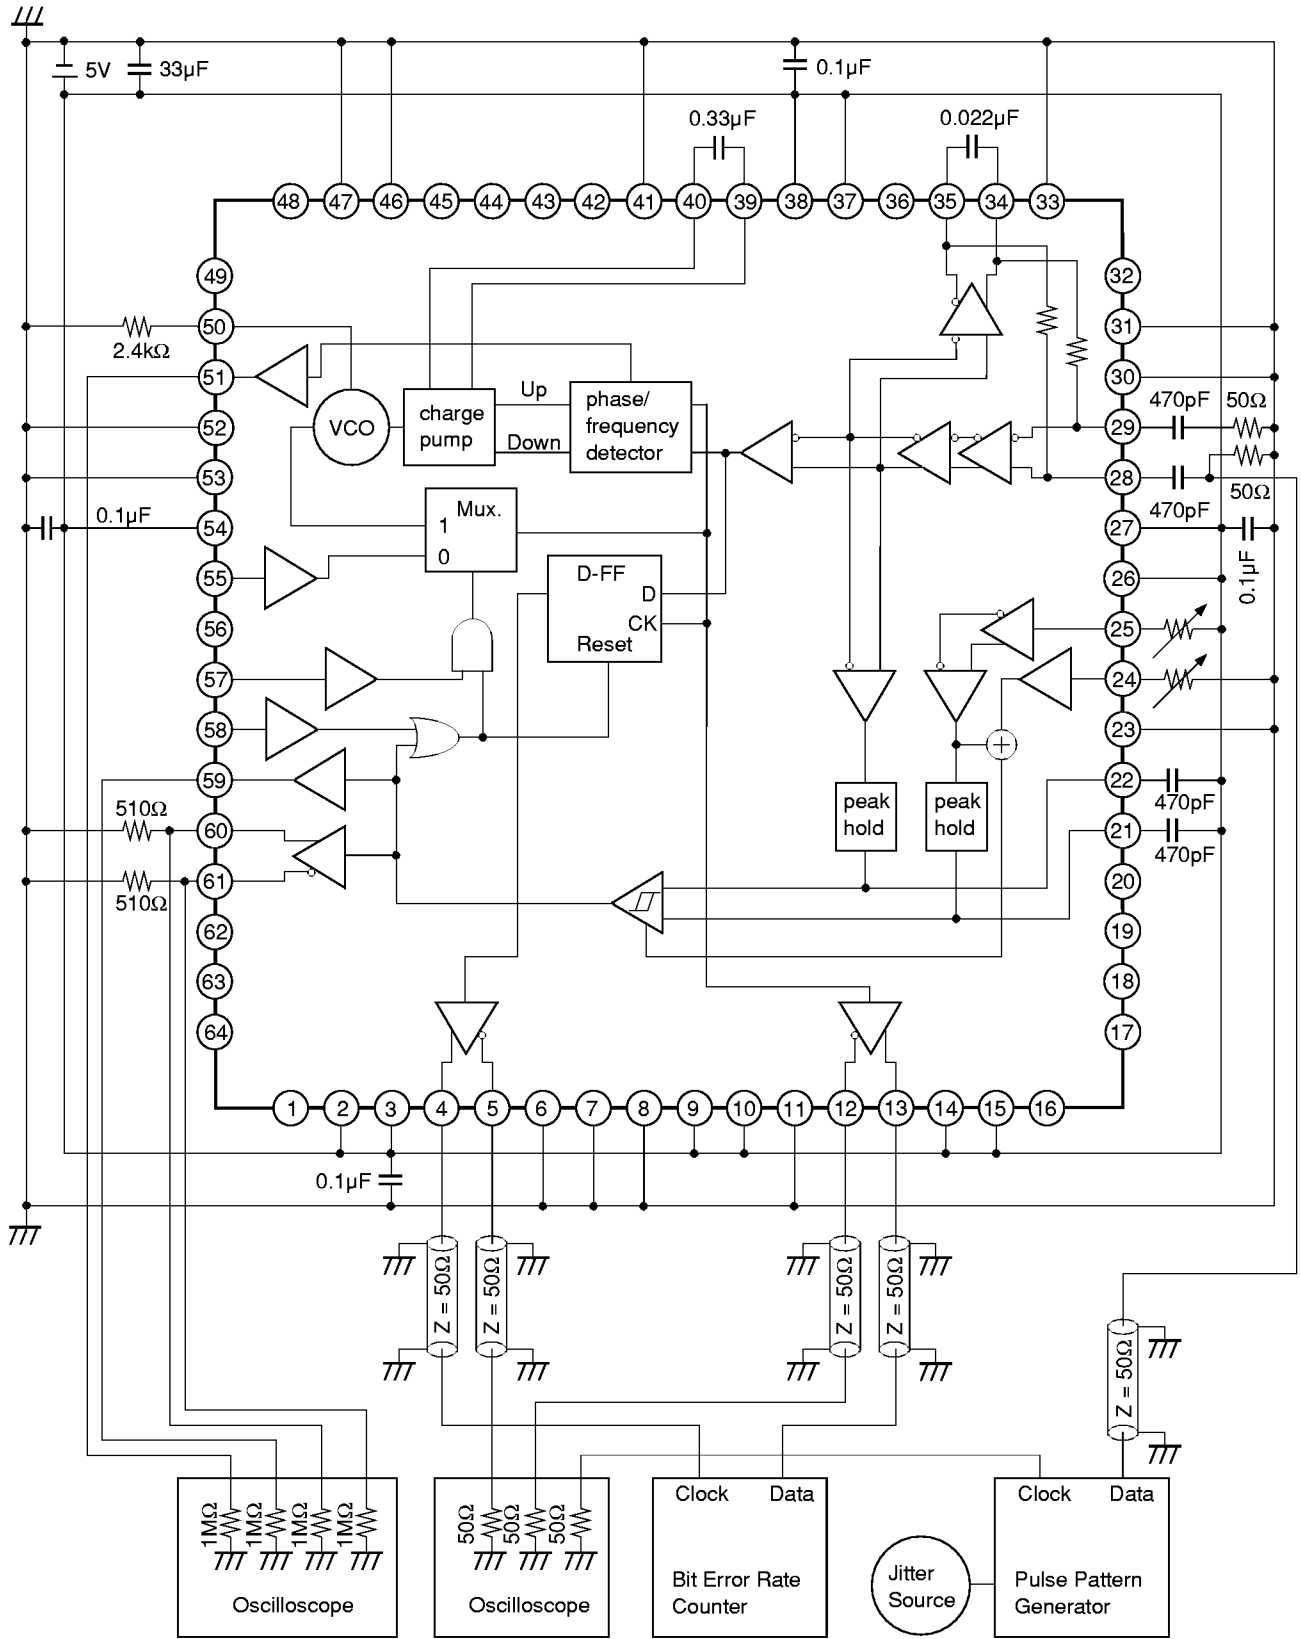 5V
33µF
0.1µF
0.33µF
0.022µF
48
47
46
45
44
43
42
41
40
39
38
37
36
35
34
33
49
32
50
2.4kΩ
31
51
30
VCO
charge
pump
Up
Down
phase/
frequency
detector
52
29
470pF
50Ω
53
28
50Ω
470pF
0.1µF
54
27
0.1µF
Mux.
1
0
55
26
D-FF
D
CK
Reset
56
25
57
24
58
23
59
22
470pF
510Ω
60
21
470pF
peak
hold
peak
hold
+
61
510Ω
20
62
19
63
18
64
17
1
2
3
4
5
6
7
8
9
10
11
12
13
14
15
16
0.1µF
Z = 50Ω
Z = 50Ω
Z = 50Ω
Z = 50Ω
Z = 50Ω
1MΩ
1MΩ
1MΩ
1MΩ
Oscilloscope
50Ω
50Ω
50Ω
Oscilloscope
Clock Data
Bit Error Rate
Counter
Jitter
Source
Clock Data
Pulse Pattern
Generator